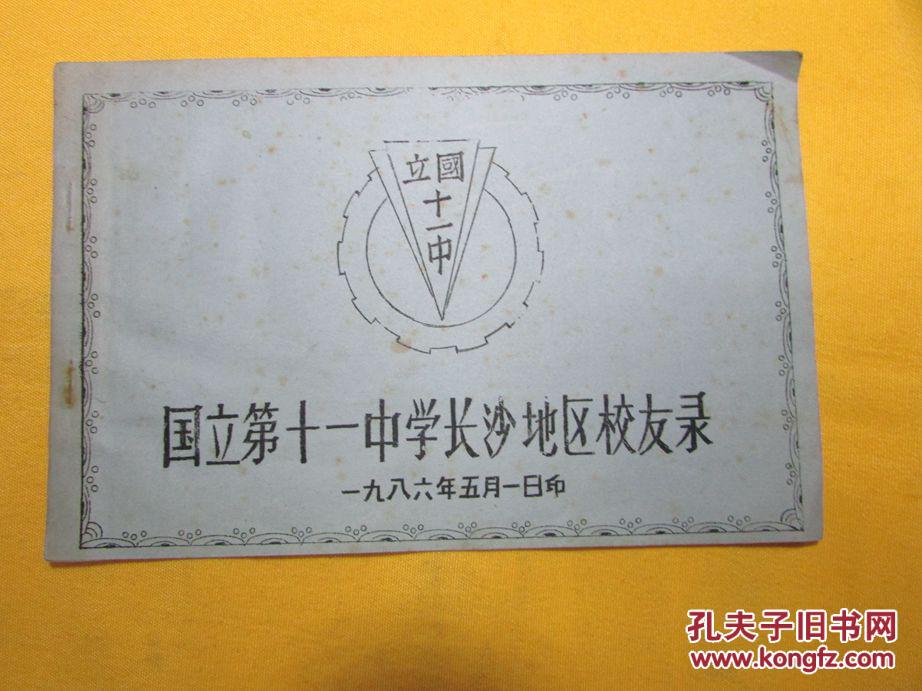 立國
十
一
中
国立第十一中学长沙地区校友录
一九八六年五月一日印
孔夫子旧书网
www.kongfz.com